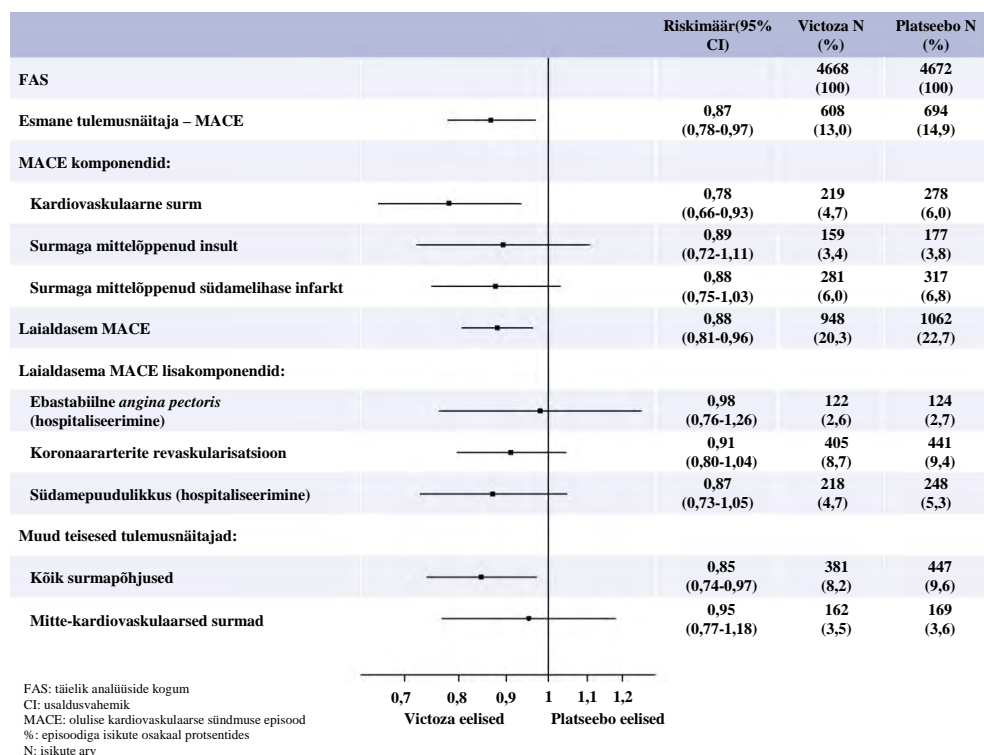 Riskimäär(95% CI) Victoza N (%) Platseebo N (%)
FAS 4668 (100) 4672 (100)
Esmane tulemusnäitaja – MACE 0,87 (0,78-0,97) 608 (13,0) 694 (14,9)
MACE komponendid:
Kardiovaskulaarne surm 0,78 (0,66-0,93) 219 (4,7) 278 (6,0)
Surmaga mittelõppenud insult 0,89 (0,72-1,11) 159 (3,4) 177 (3,8)
Surmaga mittelõppenud südamelihase infarkt 0,88 (0,75-1,03) 281 (6,0) 317 (6,8)
Laialdasem MACE 0,88 (0,81-0,96) 948 (20,3) 1062 (22,7)
Laialdasema MACE lisakomponendid:
Ebastabiilne angina pectoris (hospitaliseerimine) 0,98 (0,76-1,26) 122 (2,6) 124 (2,7)
Koronaararterite revaskularisatsioon 0,91 (0,80-1,04) 405 (8,7) 441 (9,4)
Südamepuudulikkus (hospitaliseerimine) 0,87 (0,73-1,05) 218 (4,7) 248 (5,3)
Muud teisesed tulemusnäitajad:
Kõik surmapõhjused 0,85 (0,74-0,97) 381 (8,2) 447 (9,6)
Mitte-kardiovaskulaarsed surmad 0,95 (0,77-1,18) 162 (3,5) 169 (3,6)
0,7 0,8 0,9 1 1,1 1,2
Victoza eelised Platseebo eelised
FAS: täielik analüüside kogum
CI: usaldusvahemik
MACE: olulise kardiovaskulaarse sündmuse episood
%: episoodiga isikute osakaal protsentides
N: isikute arv